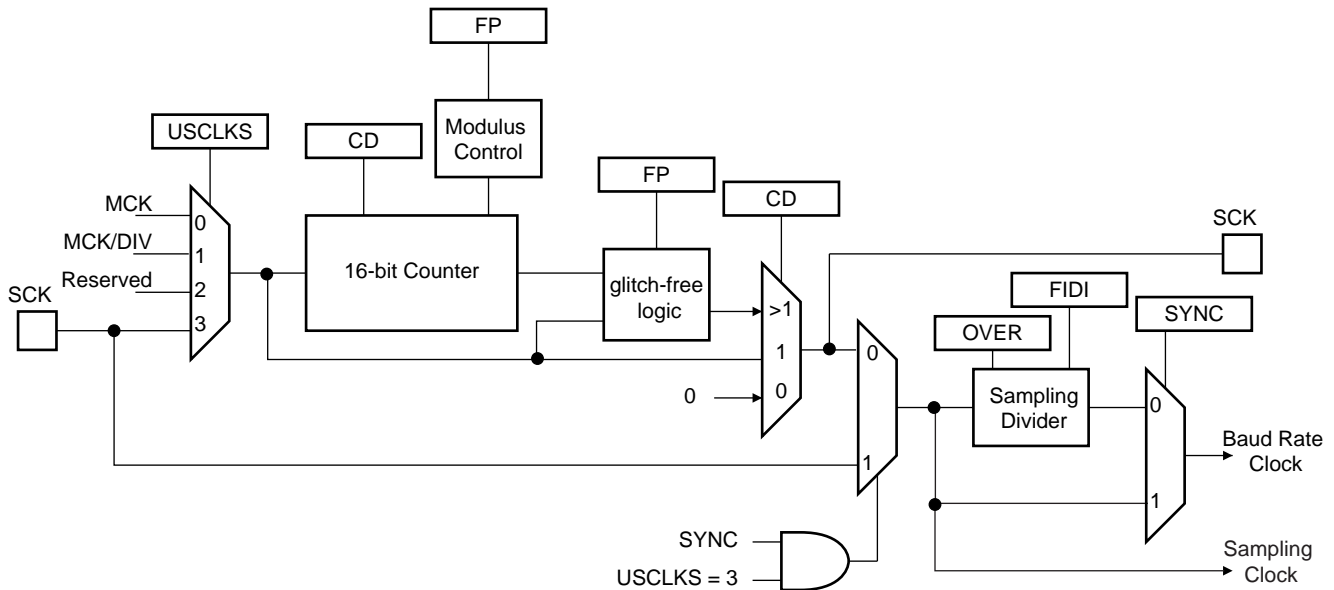 FP
USCLKS
CD
Modulus
Control
FP
CD
MCK
0
MCK/DIV
1
Reserved
2
SCK
3
16-bit Counter
glitch-free
logic
>1
1
0
0
SCK
FIDI
SYNC
OVER
0
1
Sampling
Divider
0
1
Baud Rate
Clock
SYNC
USCLKS = 3
Sampling
Clock